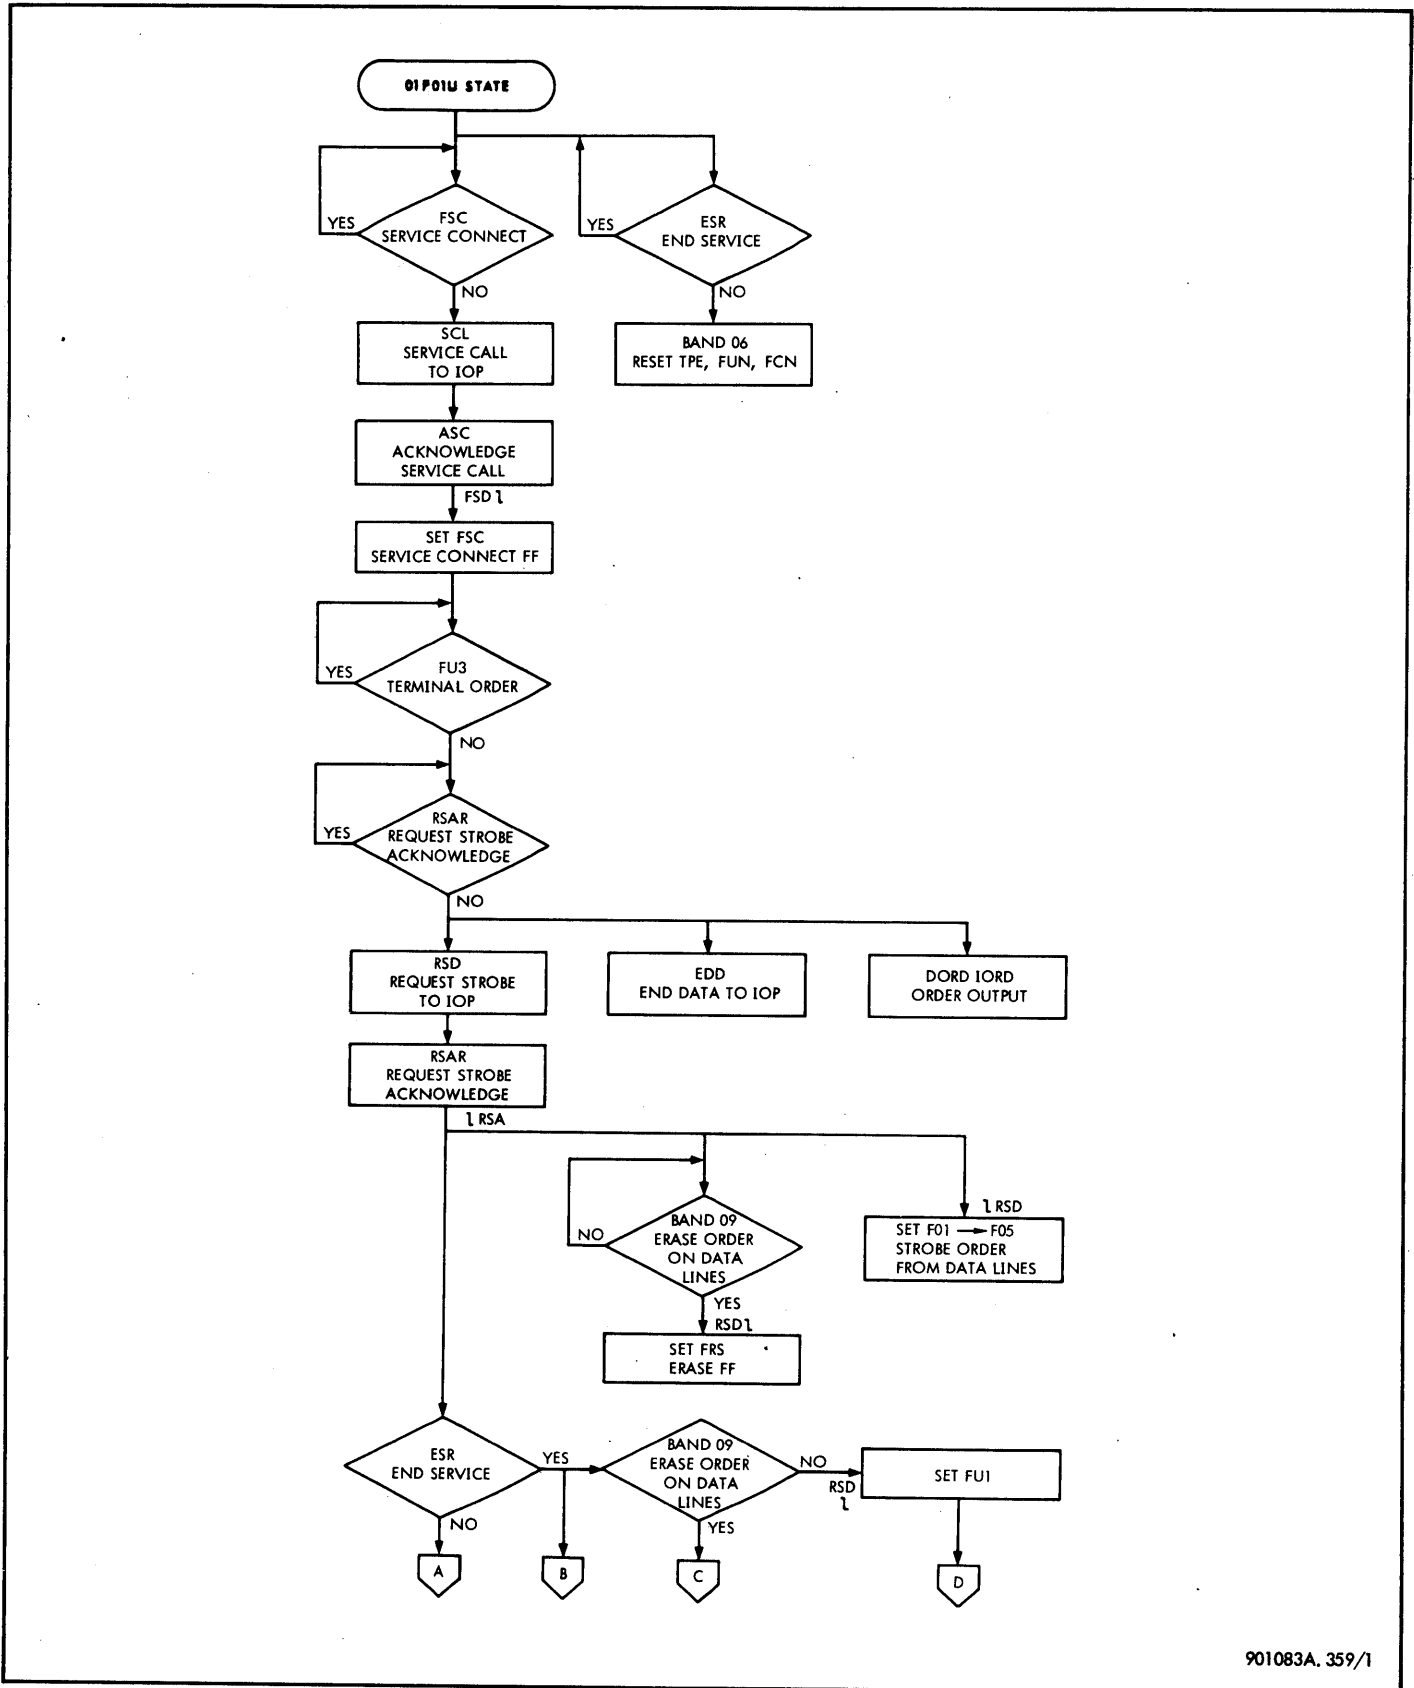 01P01U STATE
YES
FSC
SERVICE CONNECT
NO
YES
ESR
END SERVICE
NO
SCL
SERVICE CALL
TO IOP
BAND 06
RESET TPE, FUN, FCN
ASC
ACKNOWLEDGE
SERVICE CALL
FSD ↓
SET FSC
SERVICE CONNECT FF
YES
FU3
TERMINAL ORDER
NO
YES
RSAR
REQUEST STROBE
ACKNOWLEDGE
NO
RSD
REQUEST STROBE
TO IOP
EDD
END DATA TO IOP
DORD IORD
ORDER OUTPUT
RSAR
REQUEST STROBE
ACKNOWLEDGE
↓ RSA
NO
BAND 09
ERASE ORDER
ON DATA
LINES
YES
RSD ↓
SET FRS
ERASE FF
↓ RSD
SET F01 → F05
STROBE ORDER
FROM DATA LINES
ESR
END SERVICE
YES
NO
BAND 09
ERASE ORDER
ON DATA
LINES
YES
NO
RSD
↓
SET FU1
A
B
C
D
901083A. 359/1